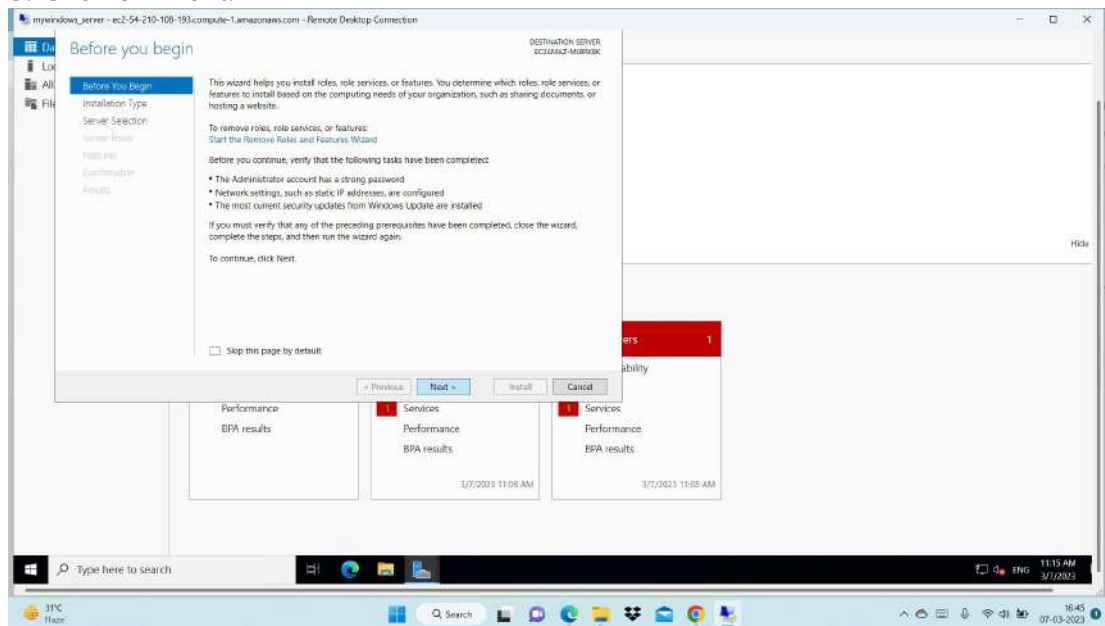 mywindows_server - ec2-54-210-108-193.compute-1.amazonaws.com - Remote Desktop Connection
Da
Lo
All
File
Before you begin
DESTINATION SERVER
Before You Begin
Installation Type
Server Selection
Server Roles
Features
Confirmation
Results
This wizard helps you install roles, role services, or features. You determine which roles, role services, or
features to install based on the computing needs of your organization, such as sharing documents, or
hosting a website.
To remove roles, role services, or features:
Start the Remove Roles and Features Wizard
Before you continue, verify that the following tasks have been completed:
• The Administrator account has a strong password
• Network settings, such as static IP addresses, are configured
• The most current security updates from Windows Update are installed
If you must verify that any of the preceding prerequisites have been completed, close the wizard,
complete the steps, and then run the wizard again.
To continue, click Next.
Skip this page by default
< Previous
Next >
Install
Cancel
Hide
ers 1
ability
Performance
BPA results
1 Services
Performance
BPA results
3/7/2023 11:08 AM
1 Services
Performance
BPA results
3/7/2023 11:08 AM
Type here to search
ENG
11:15 AM
3/7/2023
31°C
Haze
Search
16:45
07-03-2023